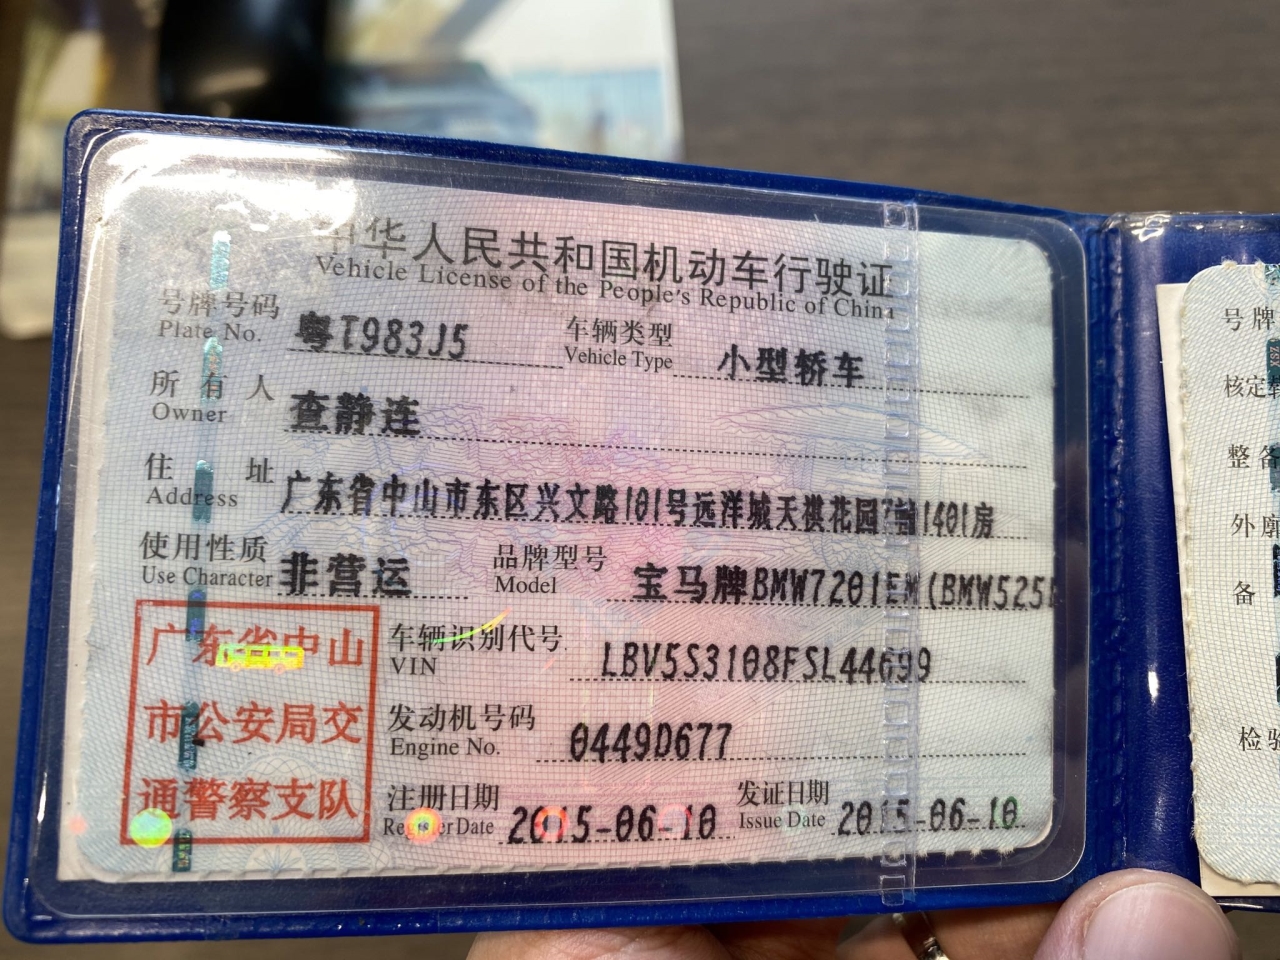 中华人民共和国机动车行驶证
Vehicle License of the People's Republic of China
号牌号码 粤T983J5 车辆类型 小型轿车
Plate No. Vehicle Type
所有人 查静连
Owner
住址 广东省中山市东区兴文路101号远洋城天祺花园7幢1401房
Address
使用性质 非营运 品牌型号 宝马牌BMW7201EM(BMW525
Use Character Model
广东省中山
市公安局交
通警察支队
车辆识别代号 LBV5S3108FSL44699
VIN
发动机号码 0449D677
Engine No.
注册日期 2015-06-10 发证日期 2015-06-10
Register Date Issue Date
号牌
核定
整备
外廓
备
检验